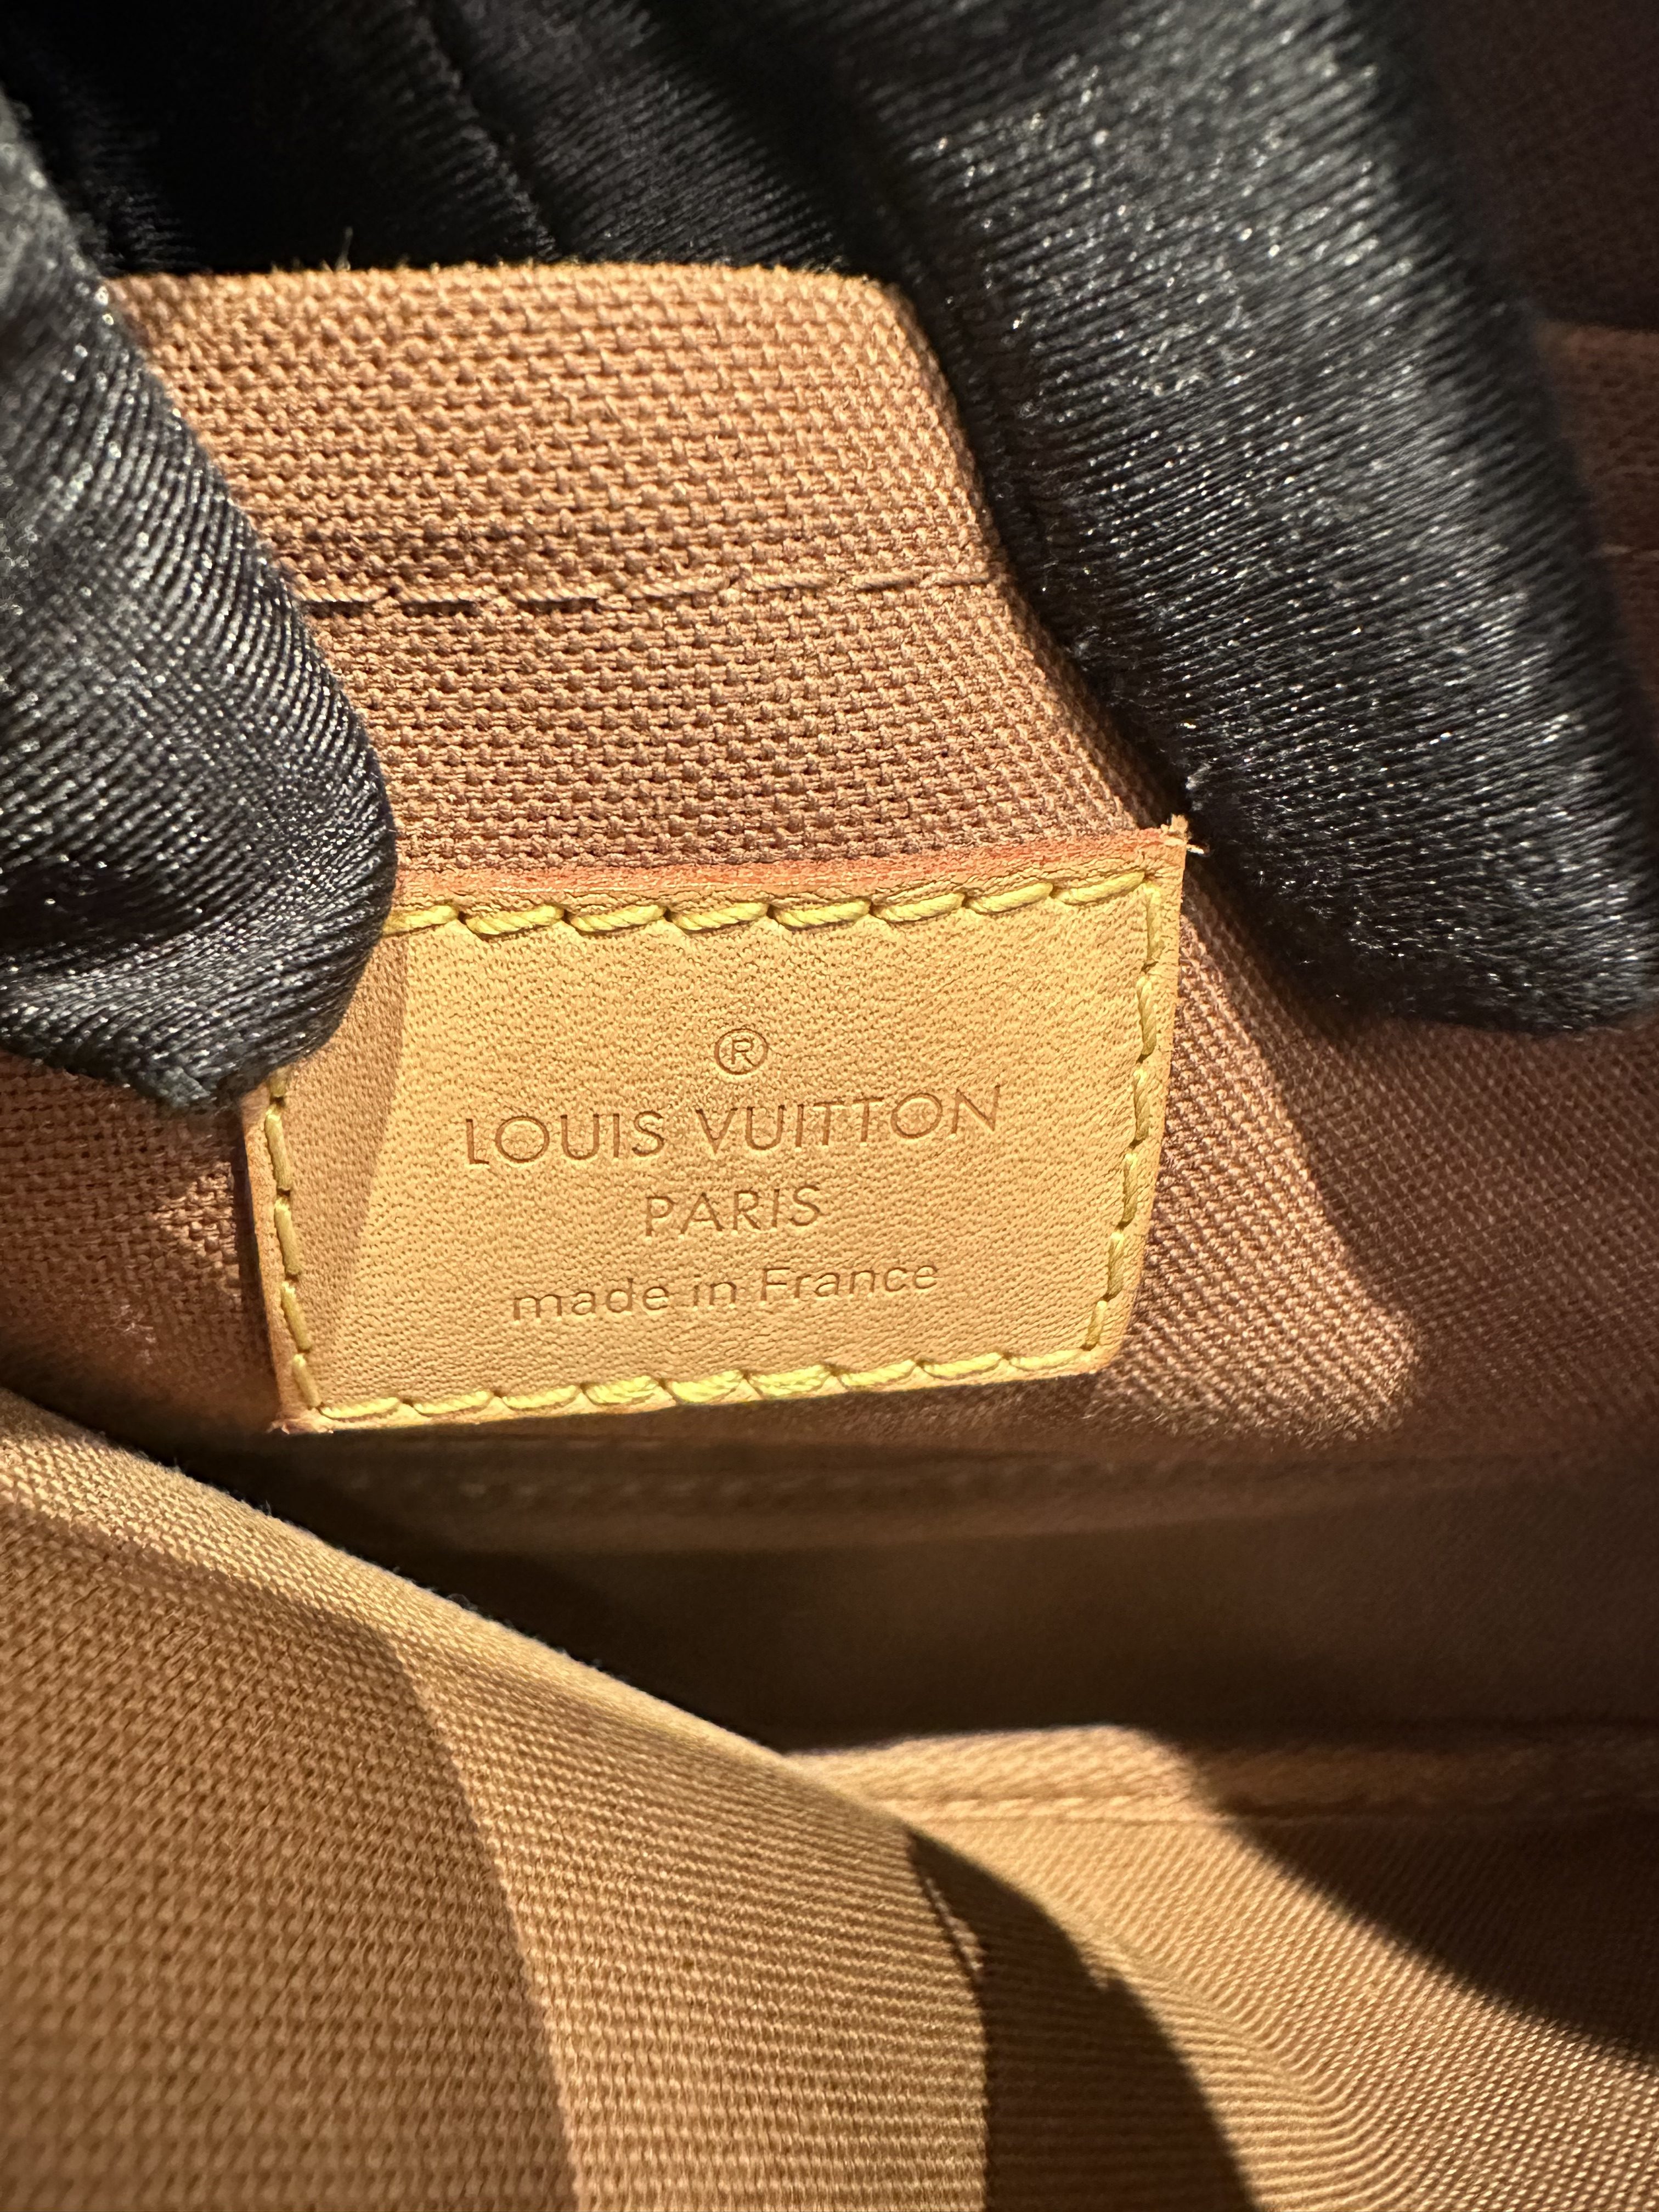 ®
LOUIS VUITTON
PARIS
made in France